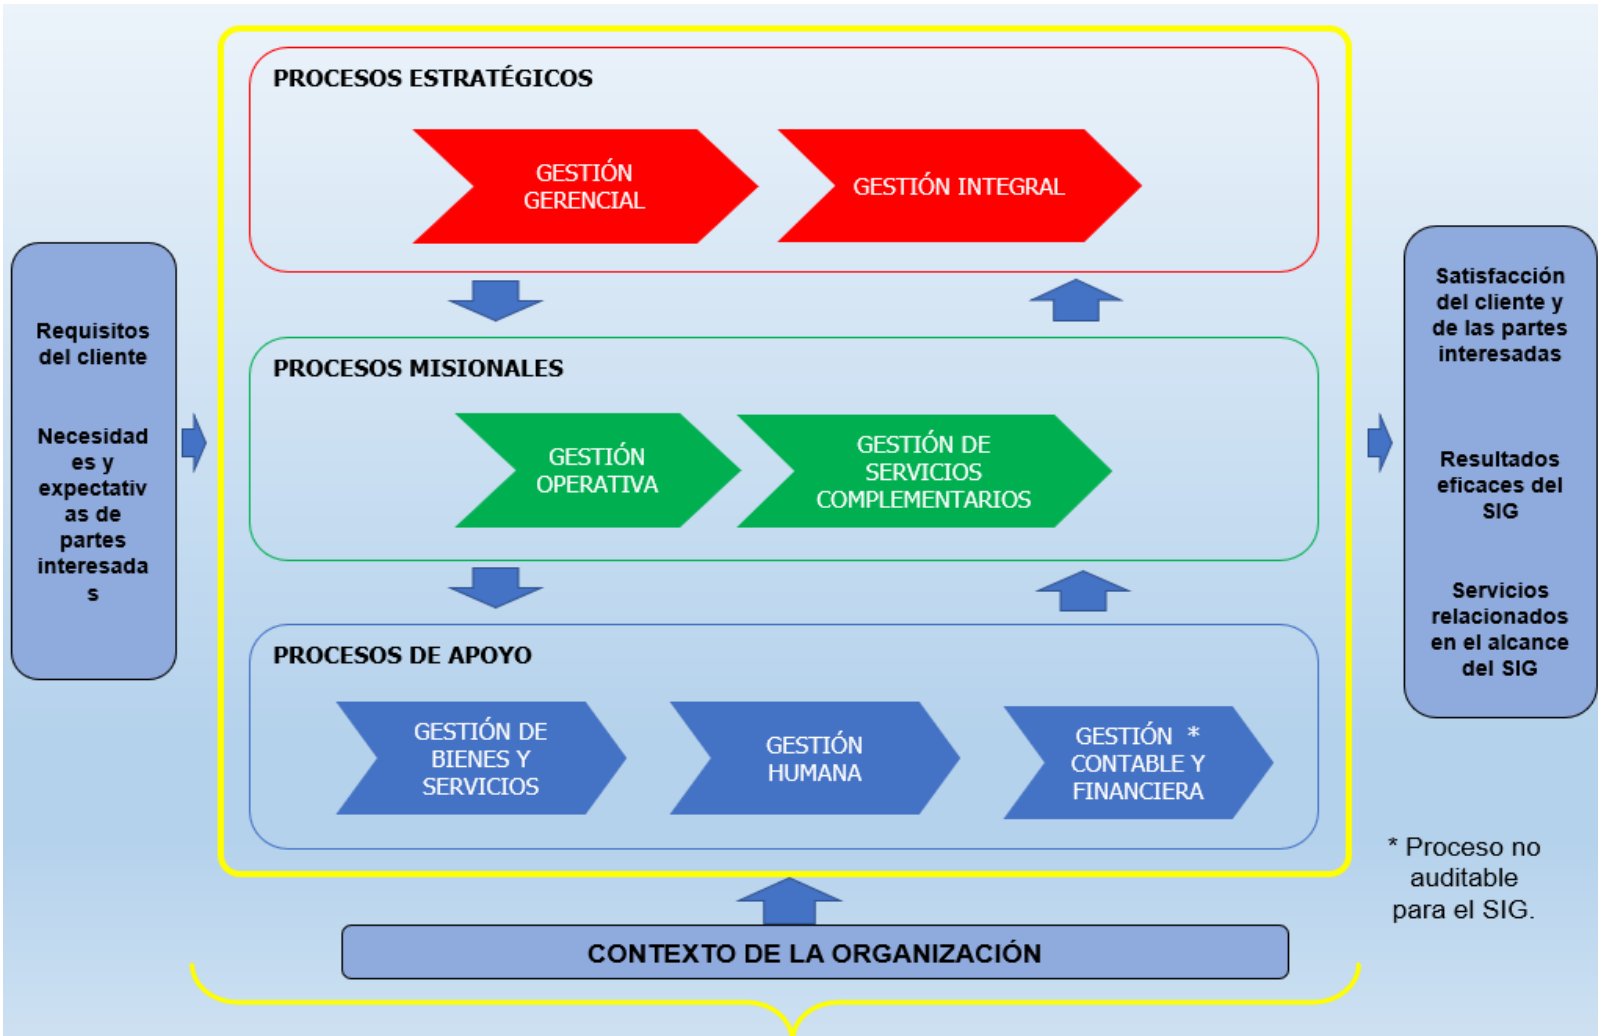 PROCESOS ESTRATÉGICOS
GESTIÓN
GERENCIAL
GESTIÓN INTEGRAL
Requisitos
del cliente
Necesidad
es y
expectativ
as de
partes
interesada
s
PROCESOS MISIONALES
GESTIÓN
OPERATIVA
GESTIÓN DE
SERVICIOS
COMPLEMENTARIOS
Satisfacción
del cliente y
de las partes
interesadas
Resultados
eficaces del
SIG
Servicios
relacionados
en el alcance
del SIG
PROCESOS DE APOYO
GESTIÓN DE
BIENES Y
SERVICIOS
GESTIÓN
HUMANA
GESTIÓN *
CONTABLE Y
FINANCIERA
* Proceso no
auditable
para el SIG.
CONTEXTO DE LA ORGANIZACIÓN